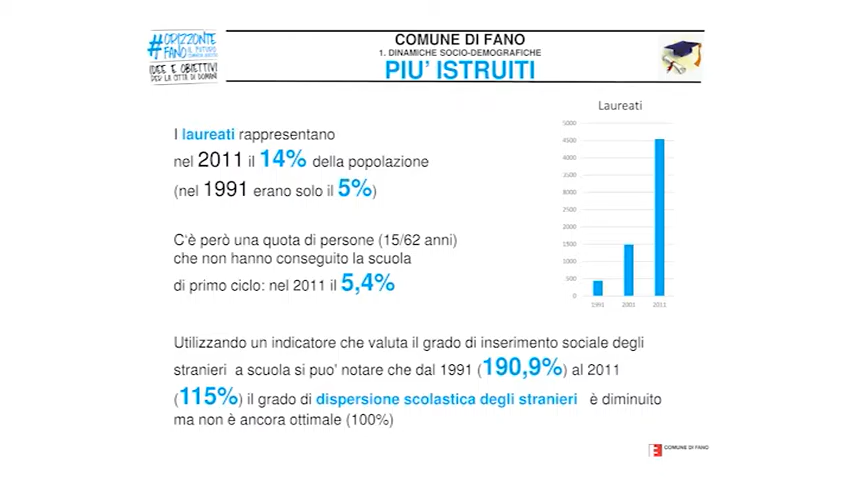 #ORIZZONTE
FANO IL FUTURO
IDEE E OBIETTIVI
PER LA CITTÀ DI DOMANI
COMUNE DI FANO
1. DINAMICHE SOCIO-DEMOGRAFICHE
PIU' ISTRUITI
I laureati rappresentano
nel 2011 il 14% della popolazione
(nel 1991 erano solo il 5%)
C'è però una quota di persone (15/62 anni)
che non hanno conseguito la scuola
di primo ciclo: nel 2011 il 5,4%
Laureati
5000
4500
4000
3500
3000
2500
2000
1500
1000
500
0
1991 2001 2011
Utilizzando un indicatore che valuta il grado di inserimento sociale degli
stranieri a scuola si puo' notare che dal 1991 (190,9%) al 2011
(115%) il grado di dispersione scolastica degli stranieri è diminuito
ma non è ancora ottimale (100%)
COMUNE DI FANO